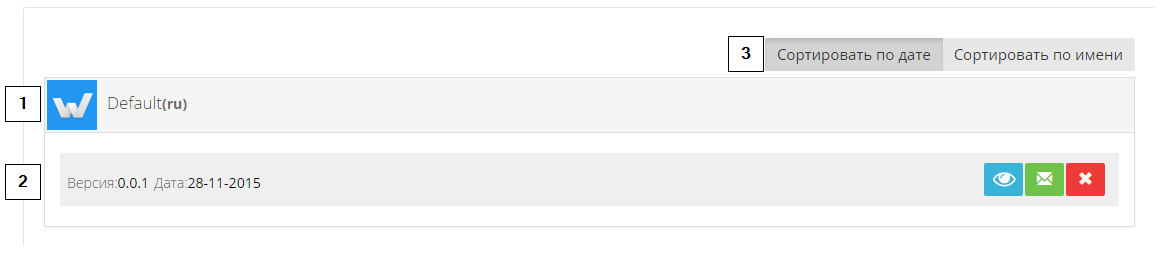 3 Сортировать по дате Сортировать по имени
1 Default(ru)
2 Версия:0.0.1 Дата:28-11-2015